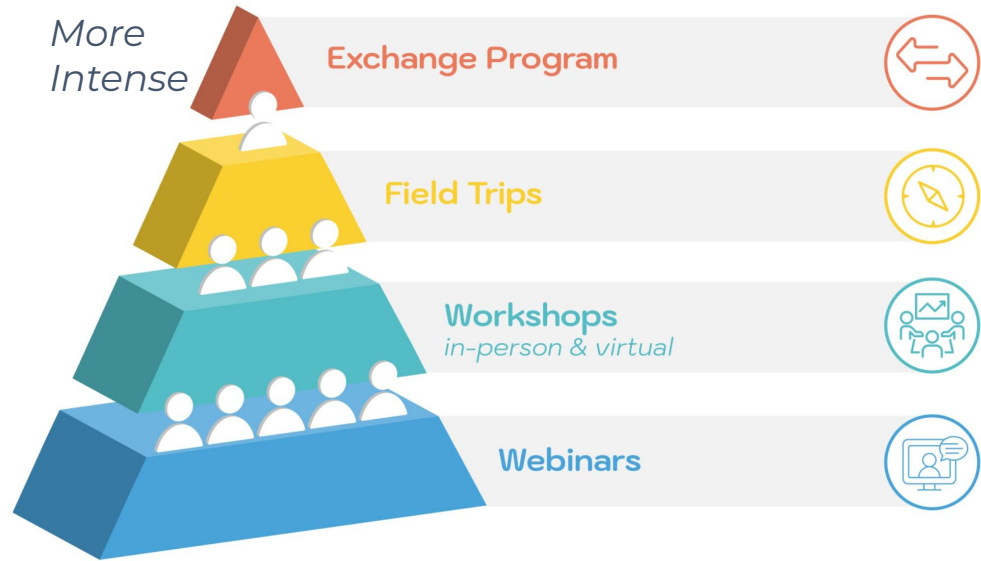 More
Intense
Exchange Program
Field Trips
Workshops
in-person & virtual
Webinars